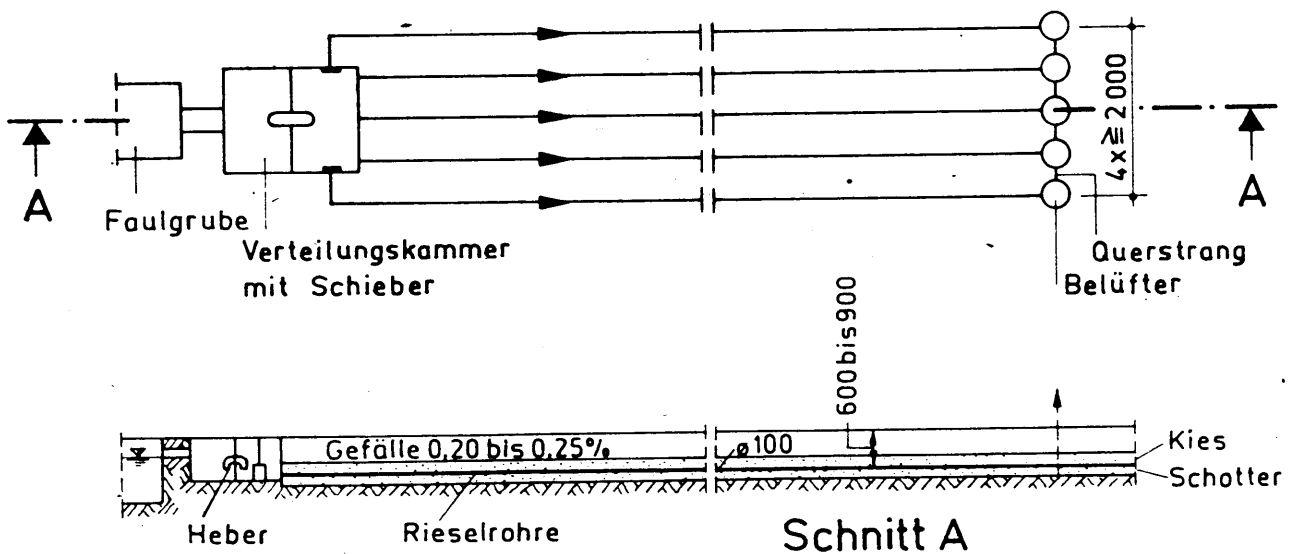 4x ≧ 2000
A
A
Faulgrube
Verteilungskammer
mit Schieber
Querstrang
Belüfter
600 bis 900
Gefälle 0,20 bis 0,25%
ø100
Kies
Schotter
Heber
Rieselrohre
Schnitt A